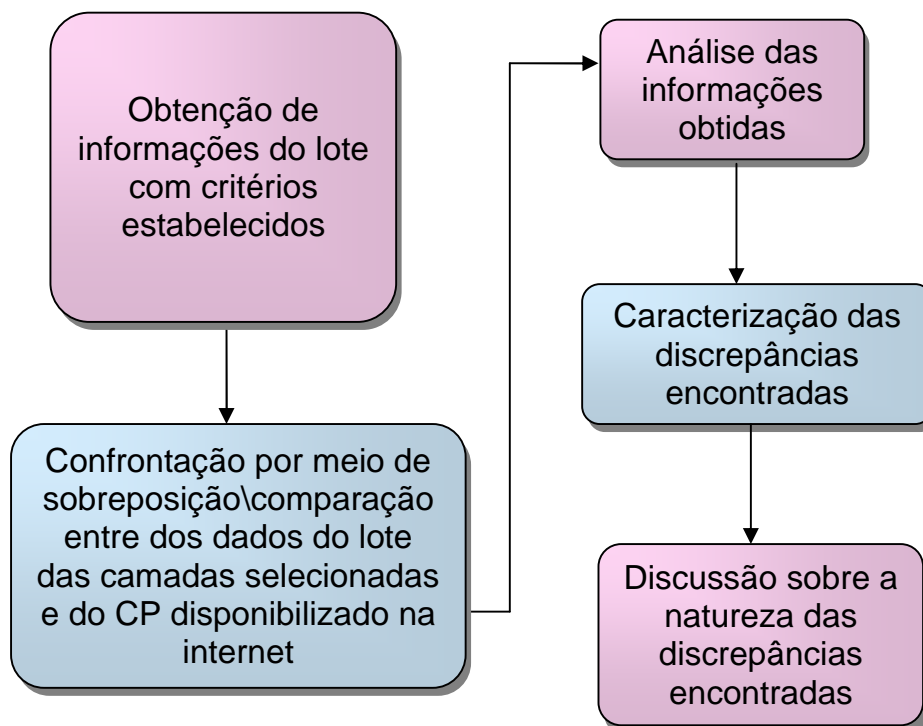 Obtenção de
informações do lote
com critérios
estabelecidos
Confrontação por meio de
sobreposição\comparação
entre dos dados do lote
das camadas selecionadas
e do CP disponibilizado na
internet
Análise das
informações
obtidas
Caracterização das
discrepâncias
encontradas
Discussão sobre a
natureza das
discrepâncias
encontradas